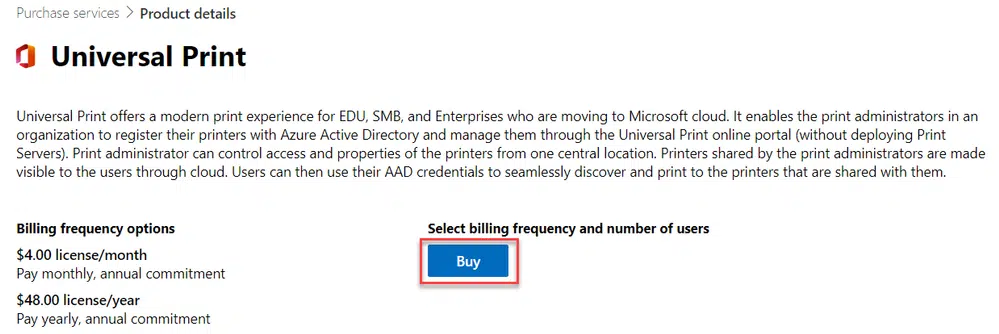 Purchase services > Product details
Universal Print
Universal Print offers a modern print experience for EDU, SMB, and Enterprises who are moving to Microsoft cloud. It enables the print administrators in an
organization to register their printers with Azure Active Directory and manage them through the Universal Print online portal (without deploying Print
Servers). Print administrator can control access and properties of the printers from one central location. Printers shared by the print administrators are made
visible to the users through cloud. Users can then use their AAD credentials to seamlessly discover and print to the printers that are shared with them.
Billing frequency options
$4.00 license/month
Pay monthly, annual commitment
$48.00 license/year
Pay yearly, annual commitment
Select billing frequency and number of users
Buy